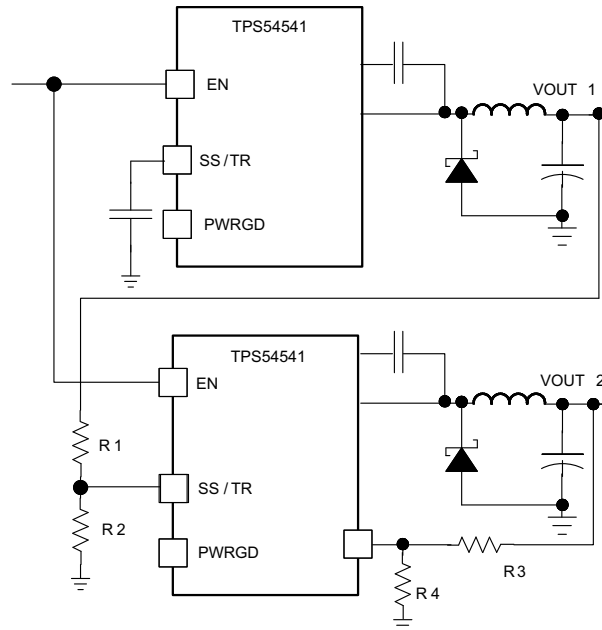 TPS54541
EN
VOUT 1
SS / TR
PWRGD
TPS54541
EN
VOUT 2
R1
SS / TR
R2
PWRGD
R3
R4